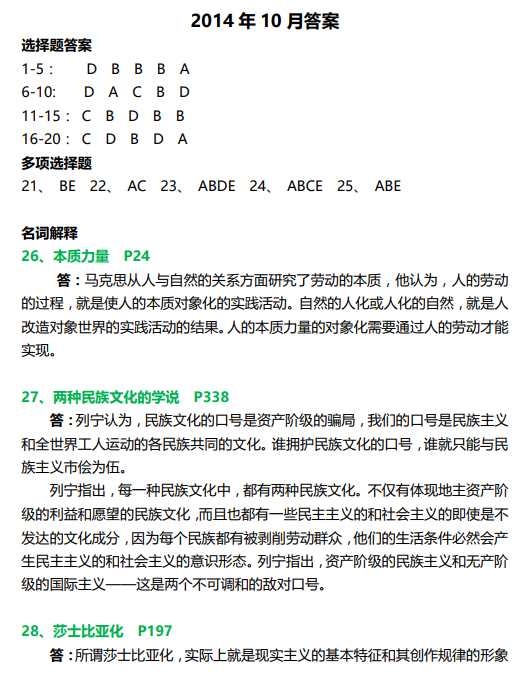 2014 年 10 月答案
选择题答案
1-5： D B B B A
6-10: D A C B D
11-15：C B D B B
16-20：C D B D A
多项选择题
21、 BE 22、 AC 23、 ABDE 24、 ABCE 25、 ABE
名词解释
26、本质力量 P24
答：马克思从人与自然的关系方面研究了劳动的本质，他认为，人的劳动
的过程，就是使人的本质对象化的实践活动。自然的人化或人化的自然，就是人
改造对象世界的实践活动的结果。人的本质力量的对象化需要通过人的劳动才能
实现。
27、两种民族文化的学说 P338
答：列宁认为，民族文化的口号是资产阶级的骗局，我们的口号是民族主义
和全世界工人运动的各民族共同的文化。谁拥护民族文化的口号，谁就只能与民
族主义市侩为伍。
列宁指出，每一种民族文化中，都有两种民族文化。不仅有体现地主资产阶
级的利益和愿望的民族文化，而且也都有一些民主主义的和社会主义的即使是不
发达的文化成分，因为每个民族都有被剥削劳动群众，他们的生活条件必然会产
生民主主义的和社会主义的意识形态。列宁指出，资产阶级的民族主义和无产阶
级的国际主义——这是两个不可调和的敌对口号。
28、莎士比亚化 P197
答：所谓莎士比亚化，实际上就是现实主义的基本特征和其创作规律的形象